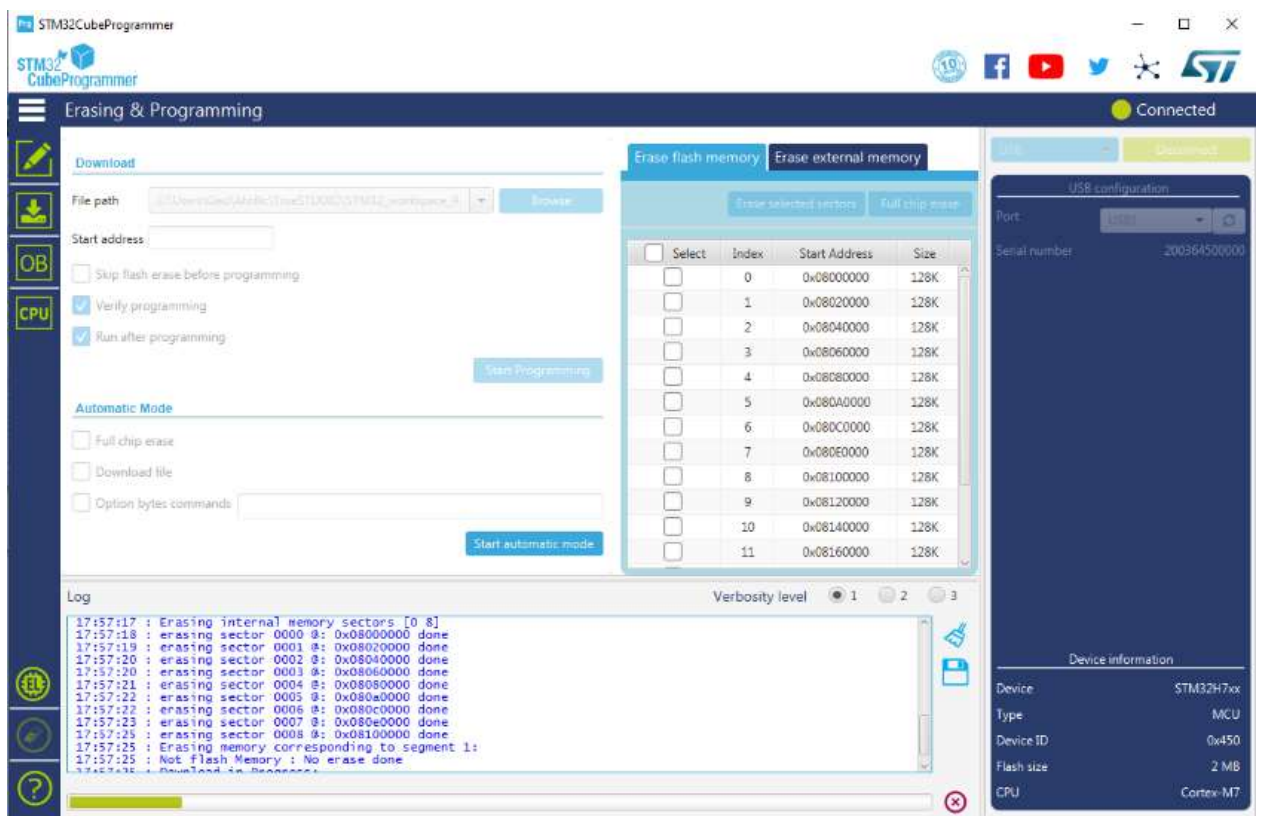 STM32CubeProgrammer
STM32
CubeProgrammer
Erasing & Programming
Connected
Download
File path
Browse
Start address
Skip flash erase before programming
Verify programming
Run after programming
Start Programming
Automatic Mode
Full chip erase
Download file
Option bytes commands
Start automatic mode
Erase flash memory Erase external memory
Erase selected sectors Full chip erase
Select Index Start Address Size
0 0x08000000 128K
1 0x08020000 128K
2 0x08040000 128K
3 0x08060000 128K
4 0x08080000 128K
5 0x080A0000 128K
6 0x080C0000 128K
7 0x080E0000 128K
8 0x08100000 128K
9 0x08120000 128K
10 0x08140000 128K
11 0x08160000 128K
USB Disconnect
USB configuration
Port USB1
Serial number 200364500000
OB
CPU
Log
Verbosity level 1 2 3
17:57:17 : Erasing internal memory sectors [0 8]
17:57:18 : erasing sector 0000 @: 0x08000000 done
17:57:19 : erasing sector 0001 @: 0x08020000 done
17:57:20 : erasing sector 0002 @: 0x08040000 done
17:57:20 : erasing sector 0003 @: 0x08060000 done
17:57:21 : erasing sector 0004 @: 0x08080000 done
17:57:22 : erasing sector 0005 @: 0x080a0000 done
17:57:22 : erasing sector 0006 @: 0x080c0000 done
17:57:23 : erasing sector 0007 @: 0x080e0000 done
17:57:25 : erasing sector 0008 @: 0x08100000 done
17:57:25 : Erasing memory corresponding to segment 1:
17:57:25 : Not flash Memory : No erase done
17:57:25 : Download in Progress:
Device information
Device STM32H7xx
Type MCU
Device ID 0x450
Flash size 2 MB
CPU Cortex-M7